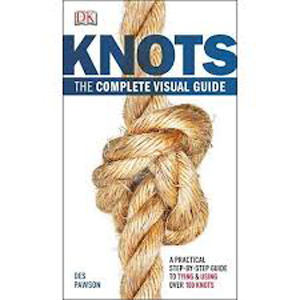 DK
KNOTS
THE COMPLETE VISUAL GUIDE
A PRACTICAL
STEP-BY-STEP GUIDE
TO TYING & USING
OVER 100 KNOTS
DES
PAWSON